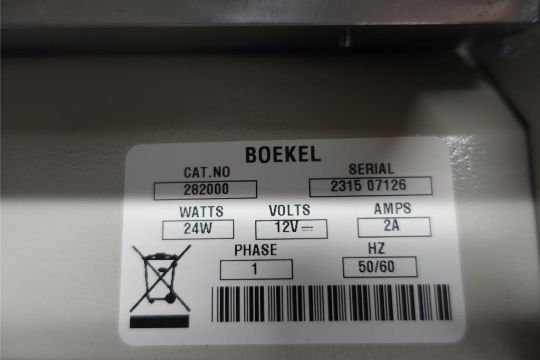 BOEKEL
CAT.NO SERIAL
282000 2315 07126
WATTS VOLTS AMPS
24W 12V⎓ 2A
PHASE HZ
1 50/60